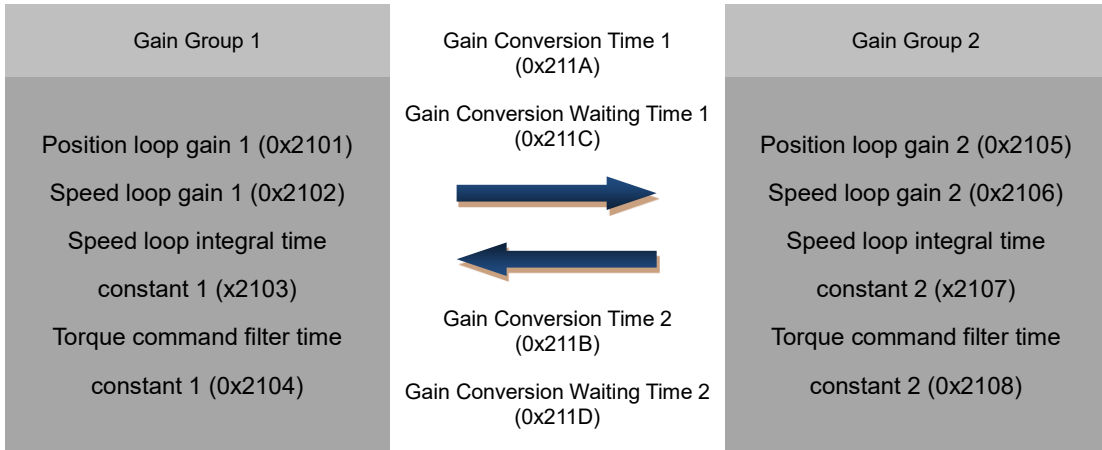 Gain Group 1
Position loop gain 1 (0x2101)
Speed loop gain 1 (0x2102)
Speed loop integral time
constant 1 (x2103)
Torque command filter time
constant 1 (0x2104)
Gain Conversion Time 1
(0x211A)
Gain Conversion Waiting Time 1
(0x211C)
Gain Conversion Time 2
(0x211B)
Gain Conversion Waiting Time 2
(0x211D)
Gain Group 2
Position loop gain 2 (0x2105)
Speed loop gain 2 (0x2106)
Speed loop integral time
constant 2 (x2107)
Torque command filter time
constant 2 (0x2108)